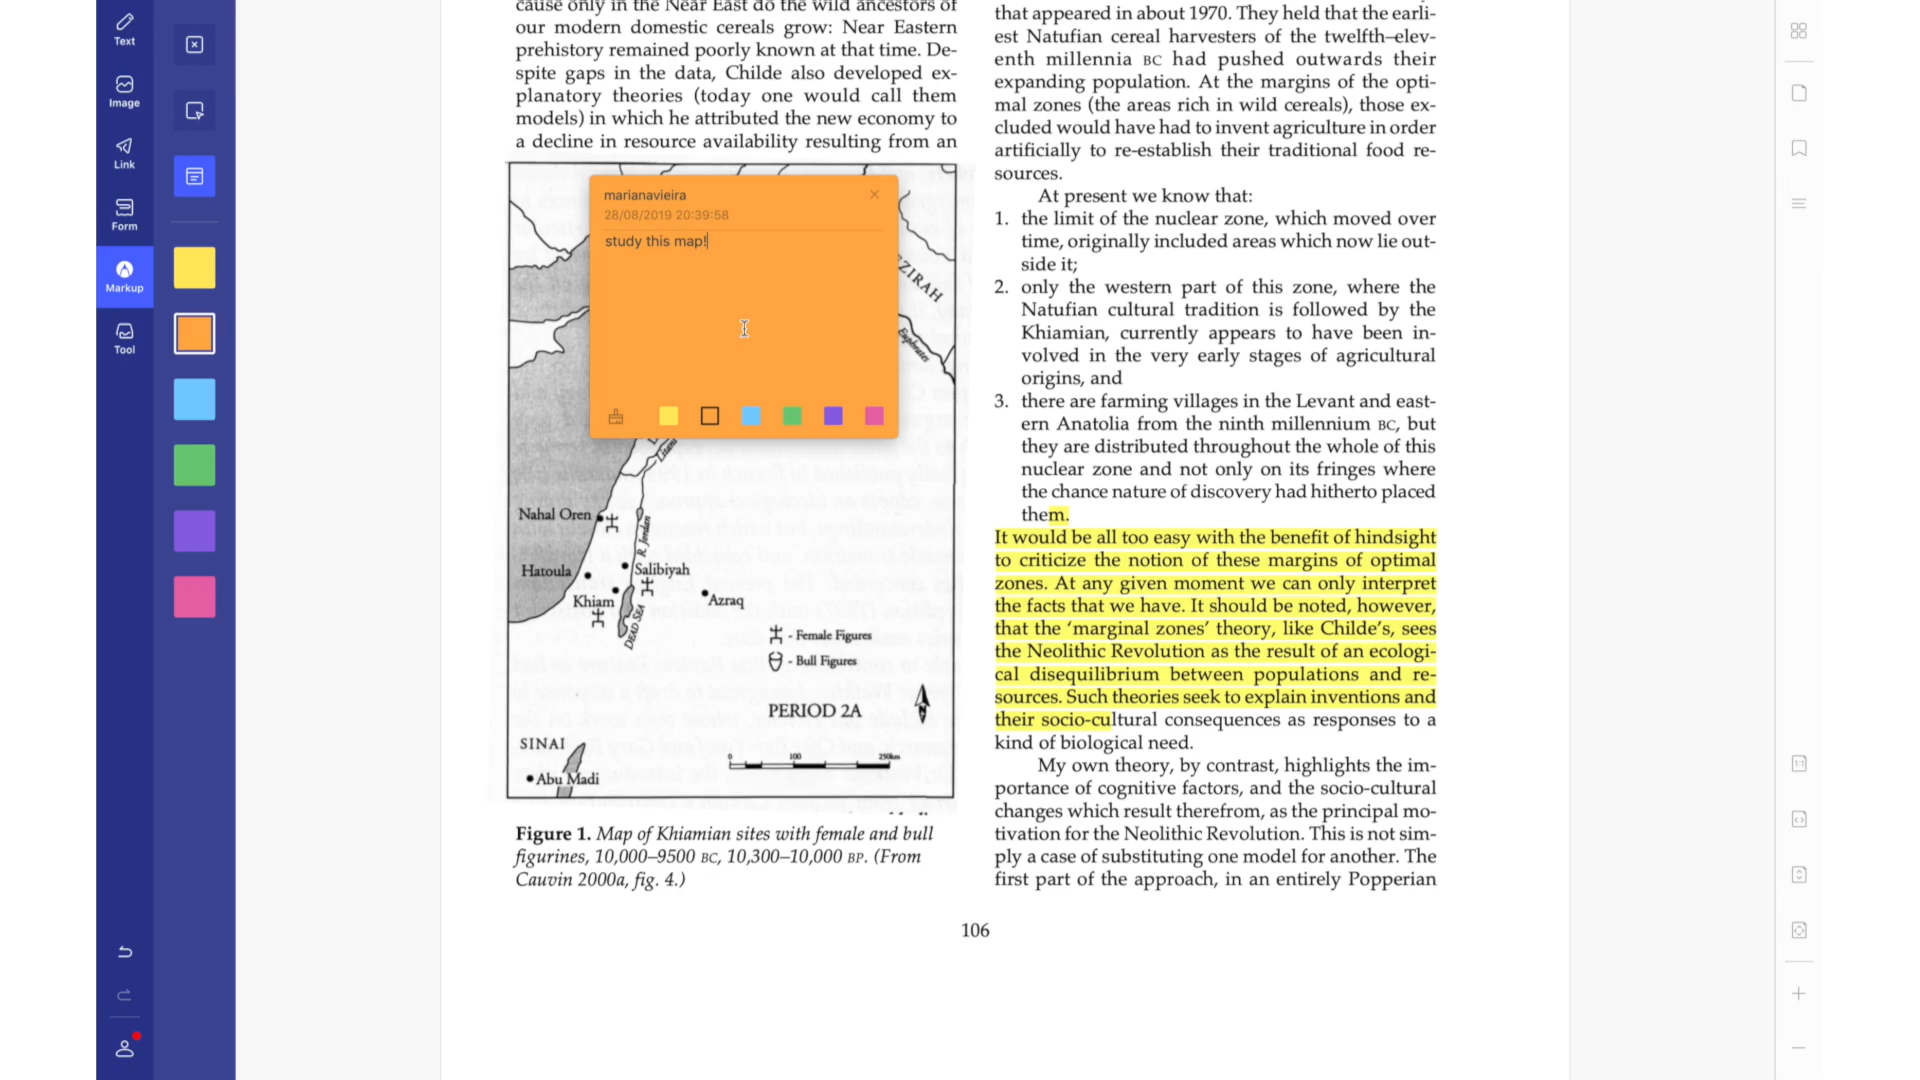 Text
Image
Link
Form
Markup
Tool
cause only in the Near East do the wild ancestors of
our modern domestic cereals grow: Near Eastern
prehistory remained poorly known at that time. De-
spite gaps in the data, Childe also developed ex-
planatory theories (today one would call them
models) in which he attributed the new economy to
a decline in resource availability resulting from an
marianavieira
28/08/2019 20:39:58
study this map!
EZIRAH
Euphrates
Litani
Nahal Oren
R. Jordan
Hatoula
Salibiyah
Khiam
Azraq
DEAD SEA
- Female Figures
- Bull Figures
PERIOD 2A
N
SINAI
0 100 250km
Abu Madi
Figure 1. Map of Khiamian sites with female and bull
figurines, 10,000–9500 BC, 10,300–10,000 BP. (From
Cauvin 2000a, fig. 4.)
that appeared in about 1970. They held that the earli-
est Natufian cereal harvesters of the twelfth–elev-
enth millennia BC had pushed outwards their
expanding population. At the margins of the opti-
mal zones (the areas rich in wild cereals), those ex-
cluded would have had to invent agriculture in order
artificially to re-establish their traditional food re-
sources.
At present we know that:
1. the limit of the nuclear zone, which moved over
time, originally included areas which now lie out-
side it;
2. only the western part of this zone, where the
Natufian cultural tradition is followed by the
Khiamian, currently appears to have been in-
volved in the very early stages of agricultural
origins, and
3. there are farming villages in the Levant and east-
ern Anatolia from the ninth millennium BC, but
they are distributed throughout the whole of this
nuclear zone and not only on its fringes where
the chance nature of discovery had hitherto placed
them.
It would be all too easy with the benefit of hindsight
to criticize the notion of these margins of optimal
zones. At any given moment we can only interpret
the facts that we have. It should be noted, however,
that the ‘marginal zones’ theory, like Childe’s, sees
the Neolithic Revolution as the result of an ecologi-
cal disequilibrium between populations and re-
sources. Such theories seek to explain inventions and
their socio-cultural consequences as responses to a
kind of biological need.
My own theory, by contrast, highlights the im-
portance of cognitive factors, and the socio-cultural
changes which result therefrom, as the principal mo-
tivation for the Neolithic Revolution. This is not sim-
ply a case of substituting one model for another. The
first part of the approach, in an entirely Popperian
106
1:1